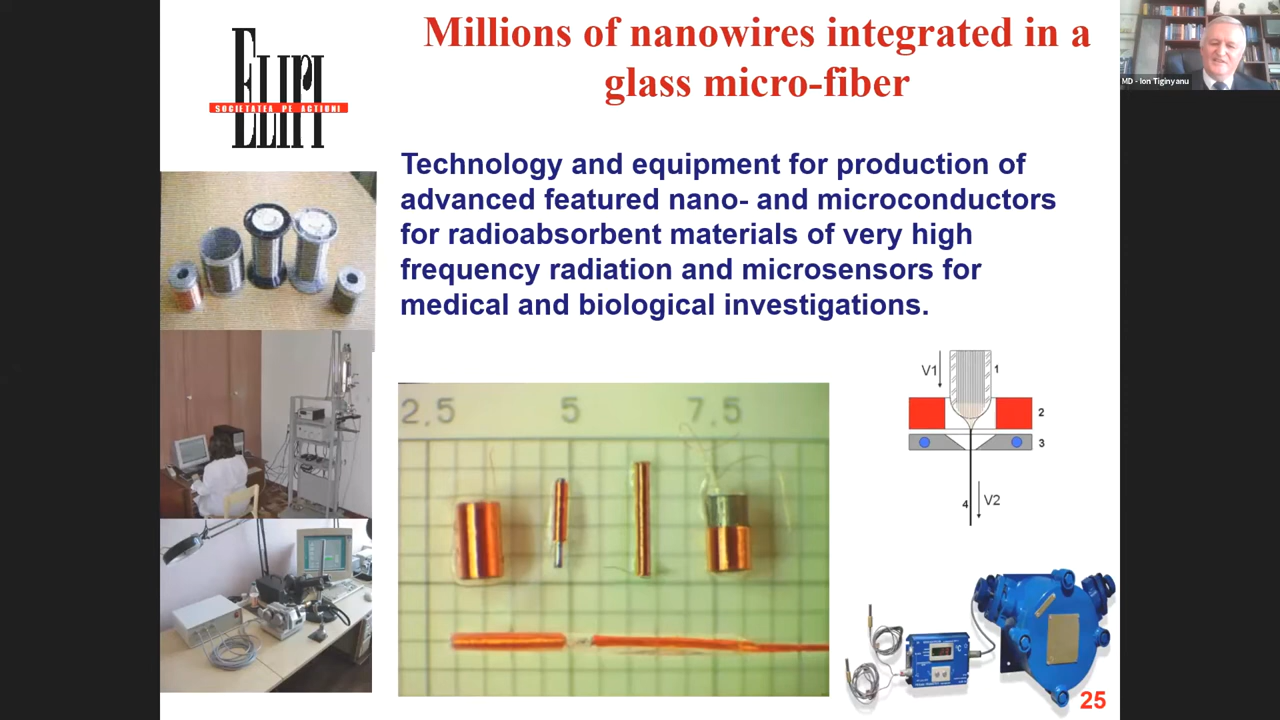 Millions of nanowires integrated in a
glass micro-fiber
ELIPI
SOCIETATEA PE ACTIUNI
MD - Ion Tiginyanu
Technology and equipment for production of
advanced featured nano- and microconductors
for radioabsorbent materials of very high
frequency radiation and microsensors for
medical and biological investigations.
2,5 5 7,5
V1
1
2
3
4
V2
°C
25